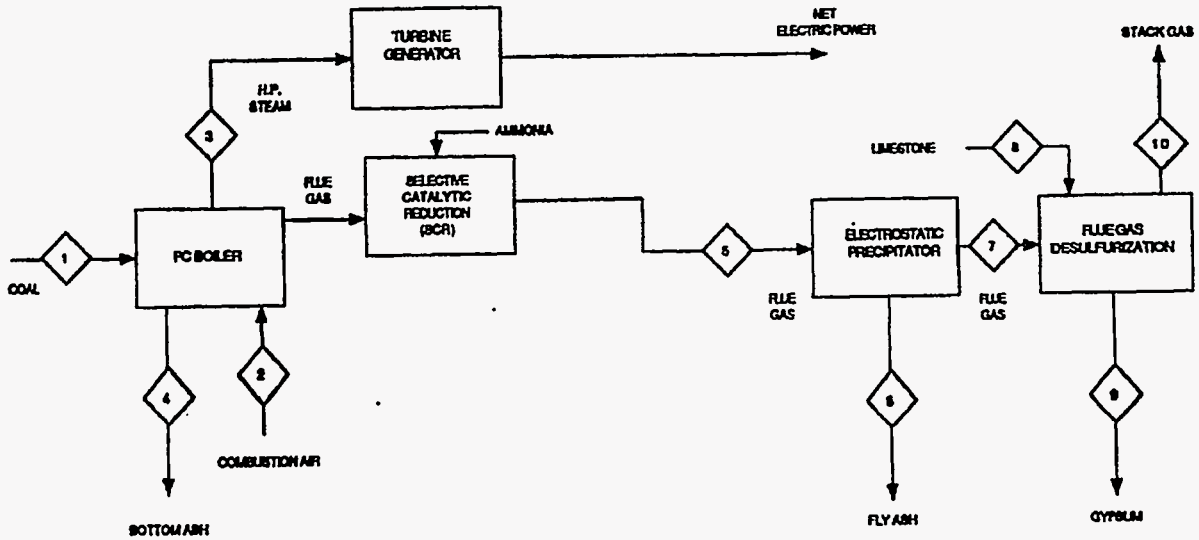 NET
ELECTRIC POWER
STACK GAS
TURBINE
GENERATOR
H.P.
STEAM
3
AMMONIA
LIMESTONE
8
10
FLUE
GAS
SELECTIVE
CATALYTIC
REDUCTION
(SCR)
1
COAL
PC BOILER
5
FLUE
GAS
ELECTROSTATIC
PRECIPITATOR
7
FLUE
GAS
FLUE GAS
DESULFURIZATION
4
2
6
9
COMBUSTION AIR
BOTTOM ASH
FLY ASH
GYPSUM